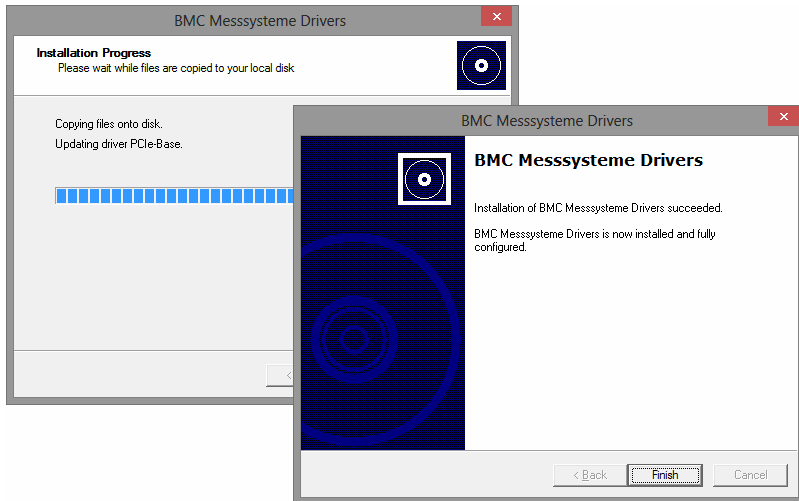 BMC Messsysteme Drivers
Installation Progress
Please wait while files are copied to your local disk
Copying files onto disk.
Updating driver PCIe-Base.
<
BMC Messsysteme Drivers
BMC Messsysteme Drivers
Installation of BMC Messsysteme Drivers succeeded.
BMC Messsysteme Drivers is now installed and fully
configured.
< Back
Finish
Cancel